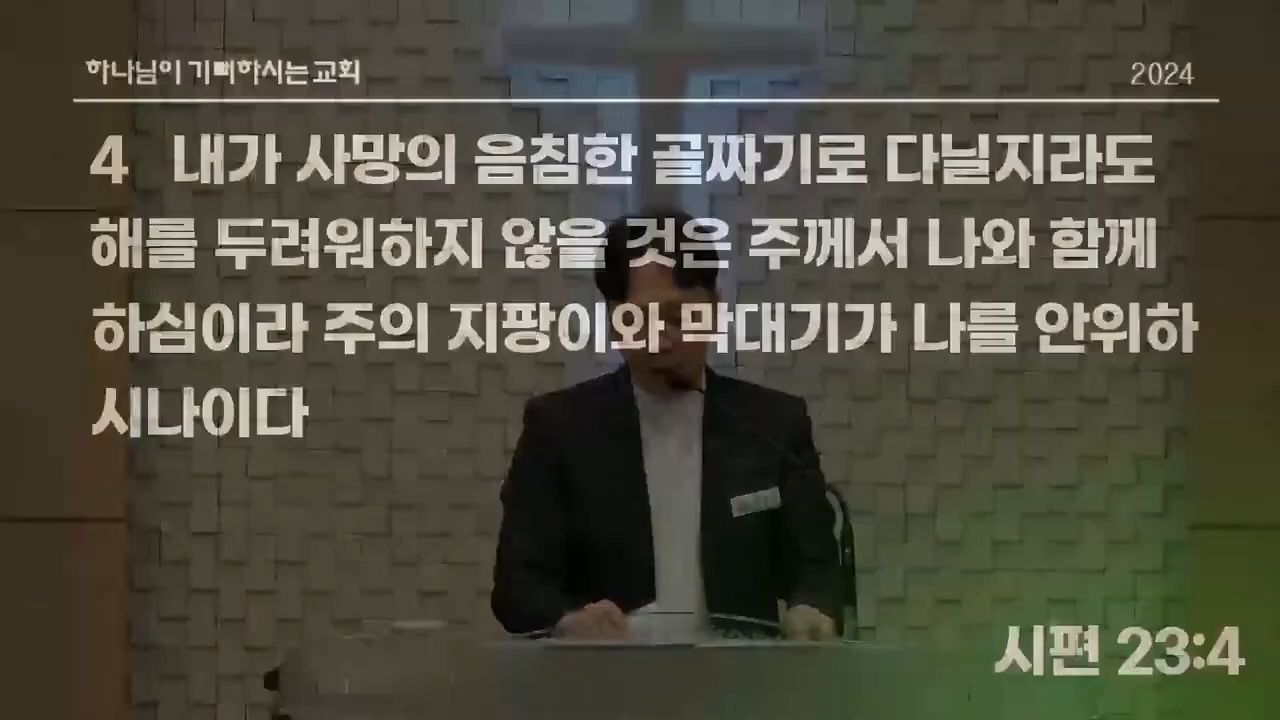 하나님이 기뻐하시는 교회
2024
4 내가 사망의 음침한 골짜기로 다닐지라도
해를 두려워하지 않을 것은 주께서 나와 함께
하심이라 주의 지팡이와 막대기가 나를 안위하
시나이다
시편 23:4